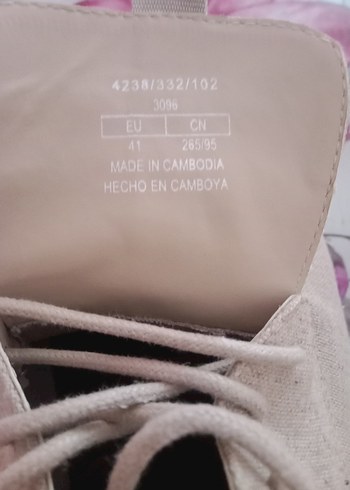 4238/332/102
3096
EU CN
41 265/95
MADE IN CAMBODIA
HECHO EN CAMBOYA